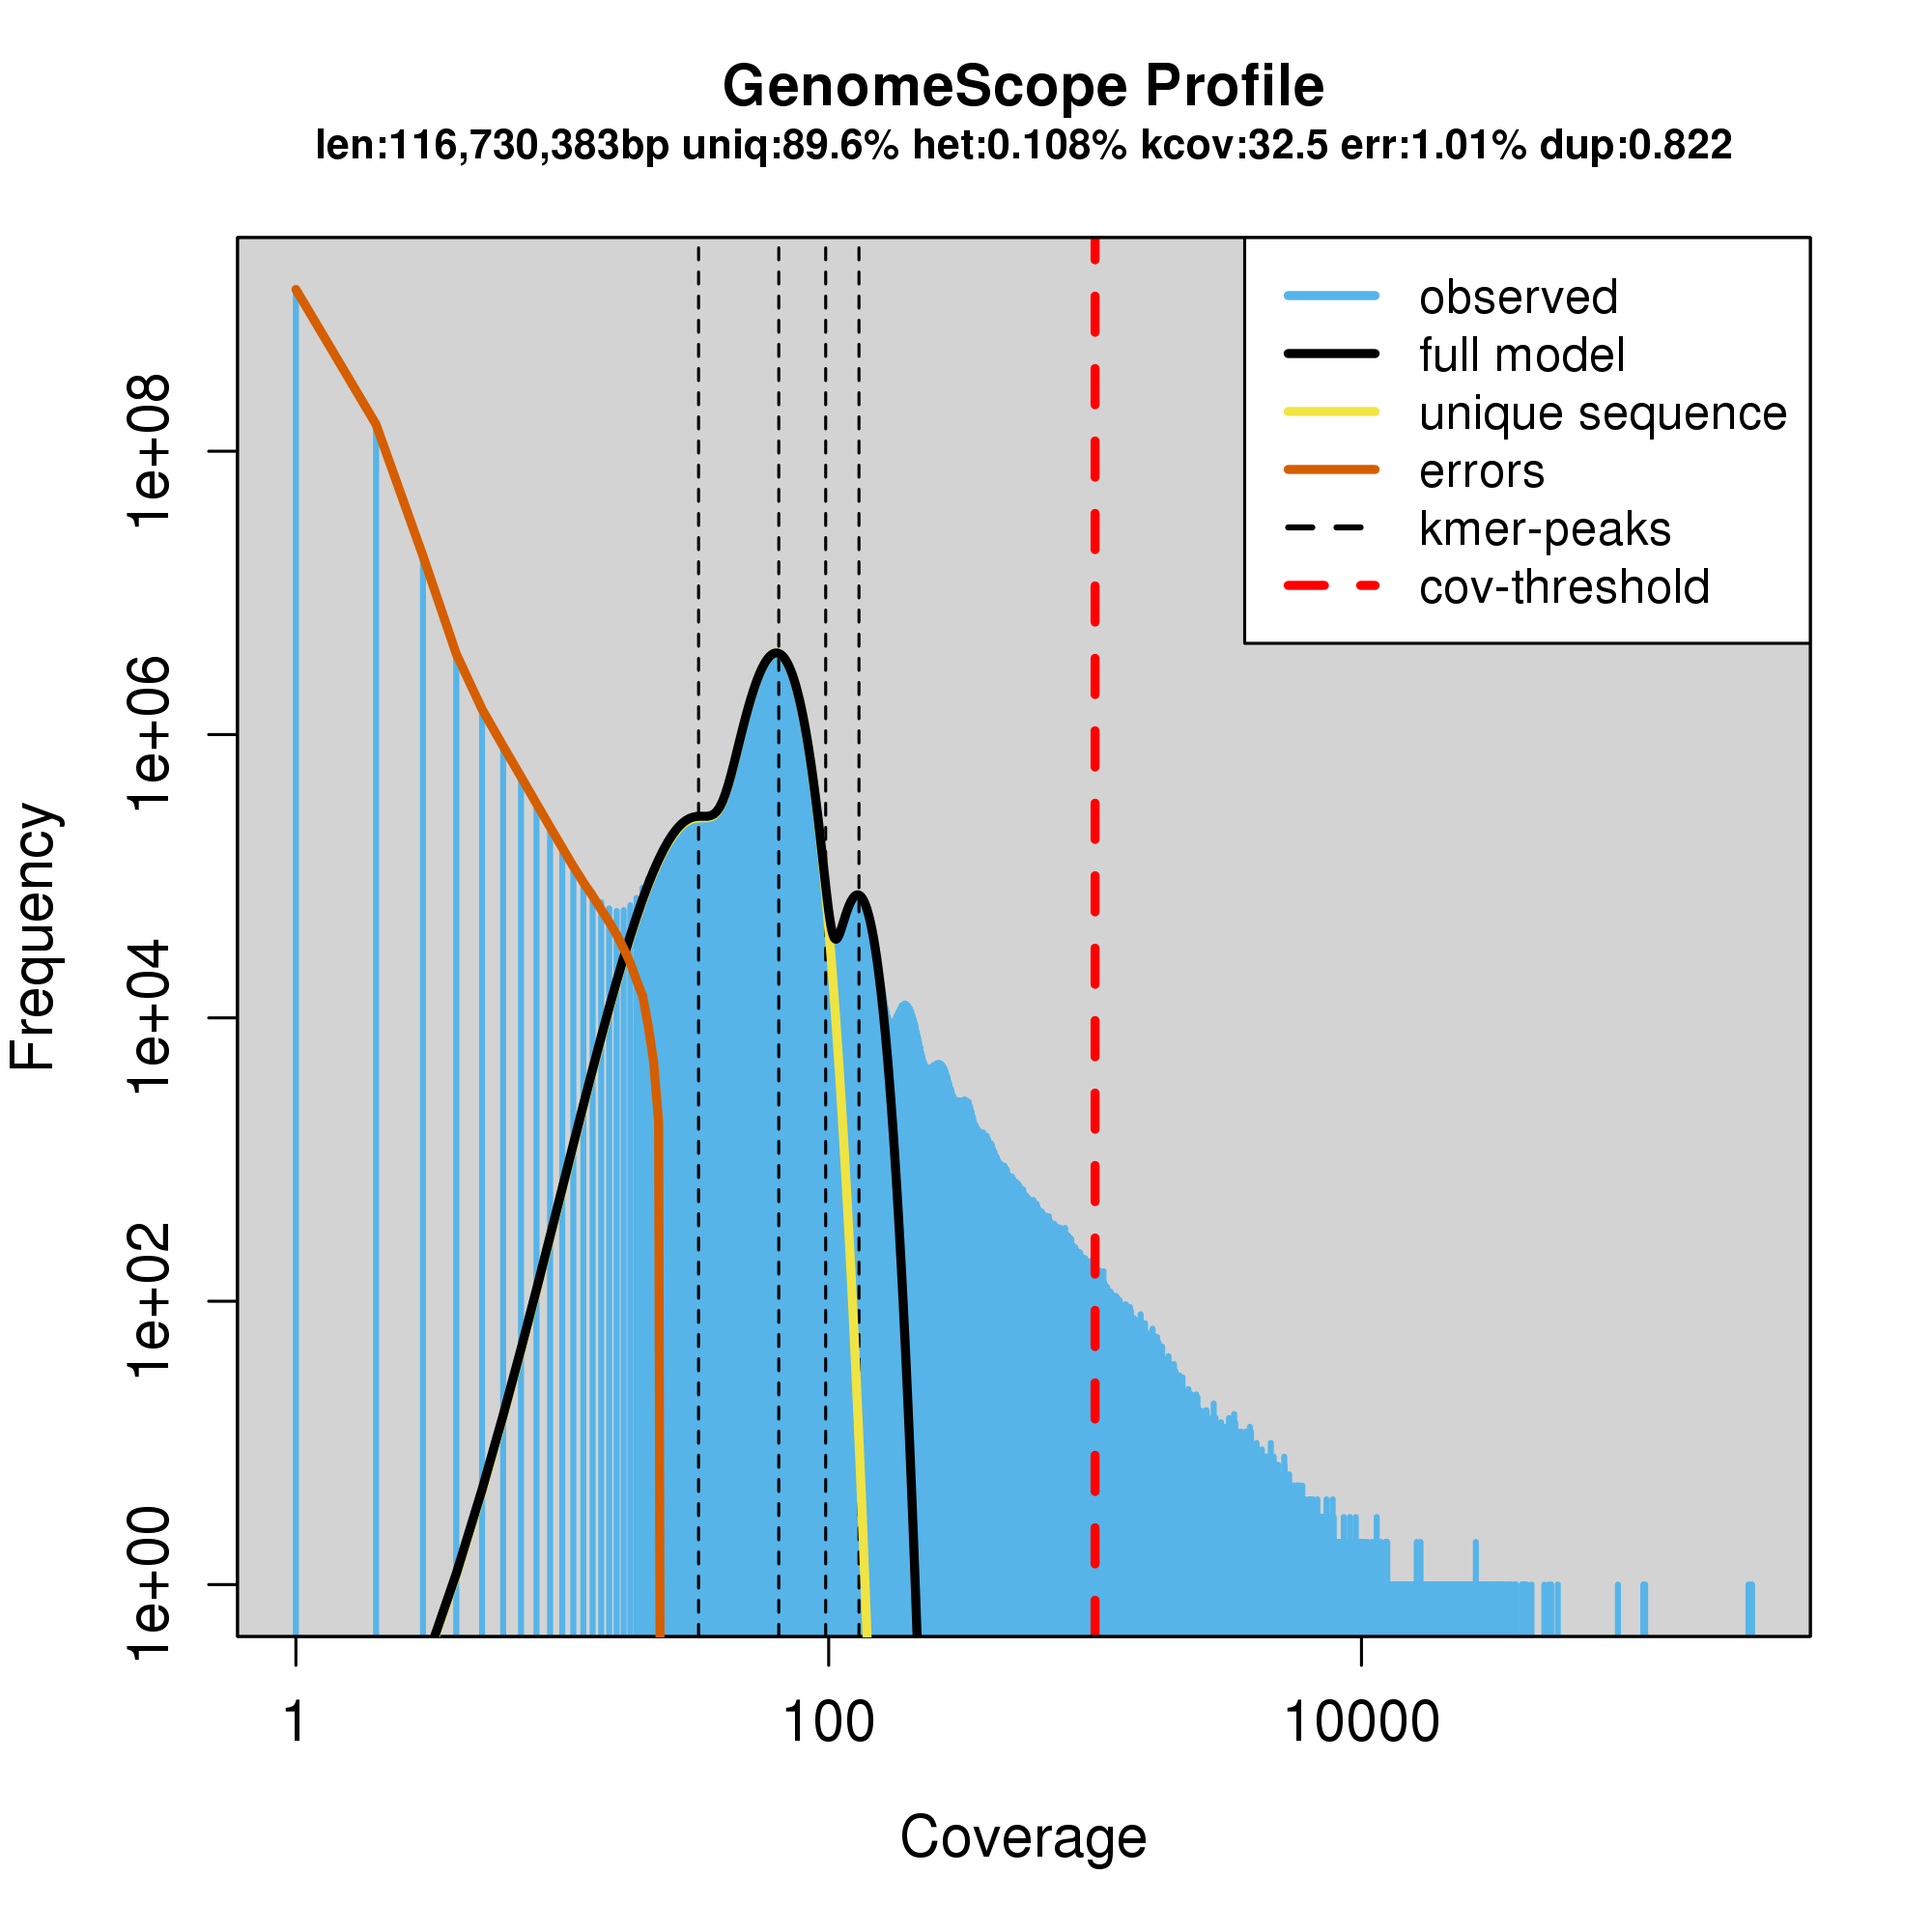 GenomeScope Profile
len:116,730,383bp uniq:89.6% het:0.108% kcov:32.5 err:1.01% dup:0.822
observed
full model
unique sequence
errors
kmer-peaks
cov-threshold
Frequency
1e+08
1e+06
1e+04
1e+02
1e+00
1
100
10000
Coverage